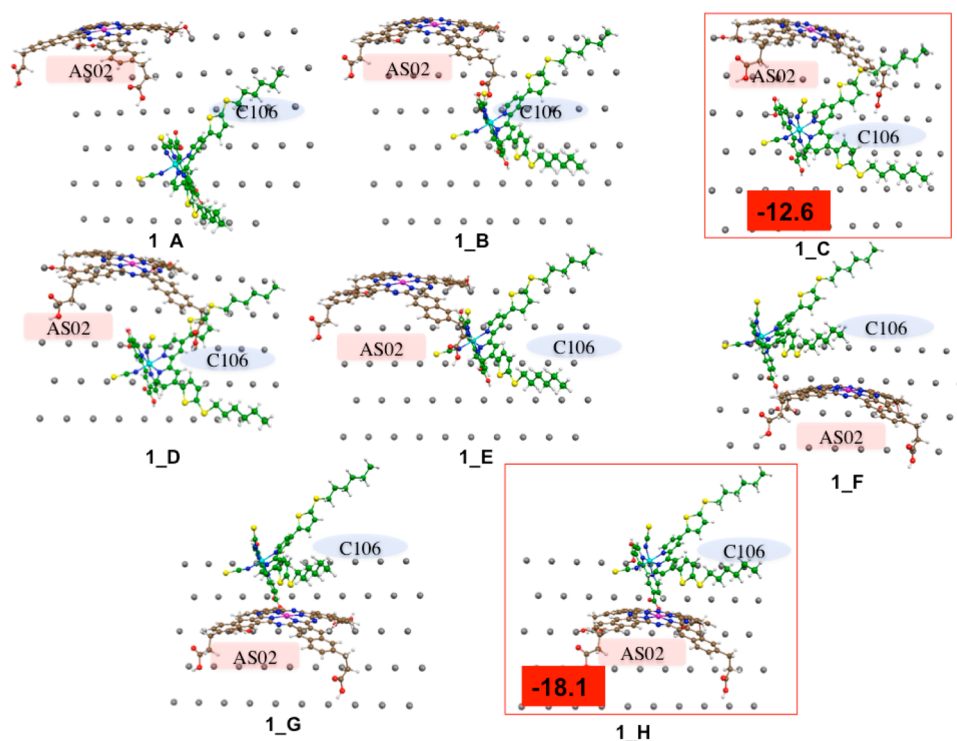 AS02
C106
1_A
AS02
C106
1_B
AS02
C106
-12.6
1_C
AS02
C106
1_D
AS02
C106
1_E
C106
AS02
1_F
C106
AS02
1_G
C106
AS02
-18.1
1_H